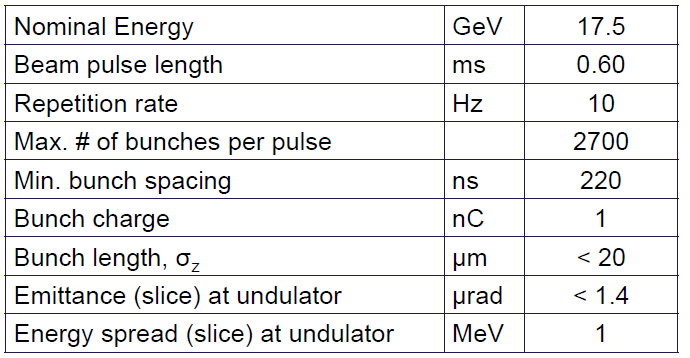 Nominal Energy GeV 17.5
Beam pulse length ms 0.60
Repetition rate Hz 10
Max. # of bunches per pulse 2700
Min. bunch spacing ns 220
Bunch charge nC 1
Bunch length, σz μm < 20
Emittance (slice) at undulator μrad < 1.4
Energy spread (slice) at undulator MeV 1